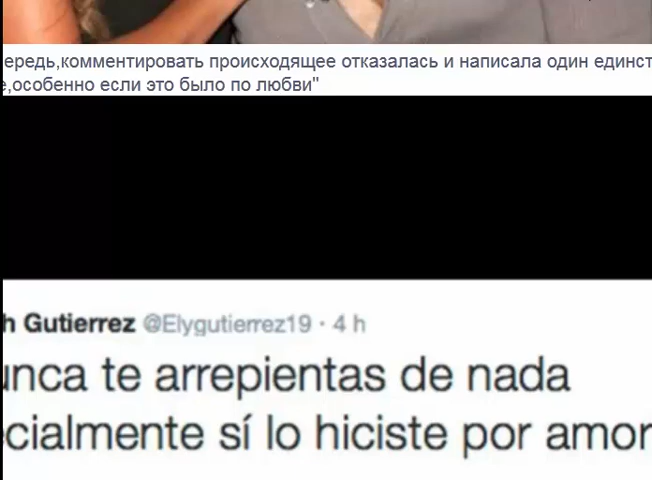 ередь,комментировать происходящее отказалась и написала один единст
е,особенно если это было по любви"
h Gutierrez @Elygutierrez19 · 4 h
unca te arrepientas de nada
cialmente sí lo hiciste por amor